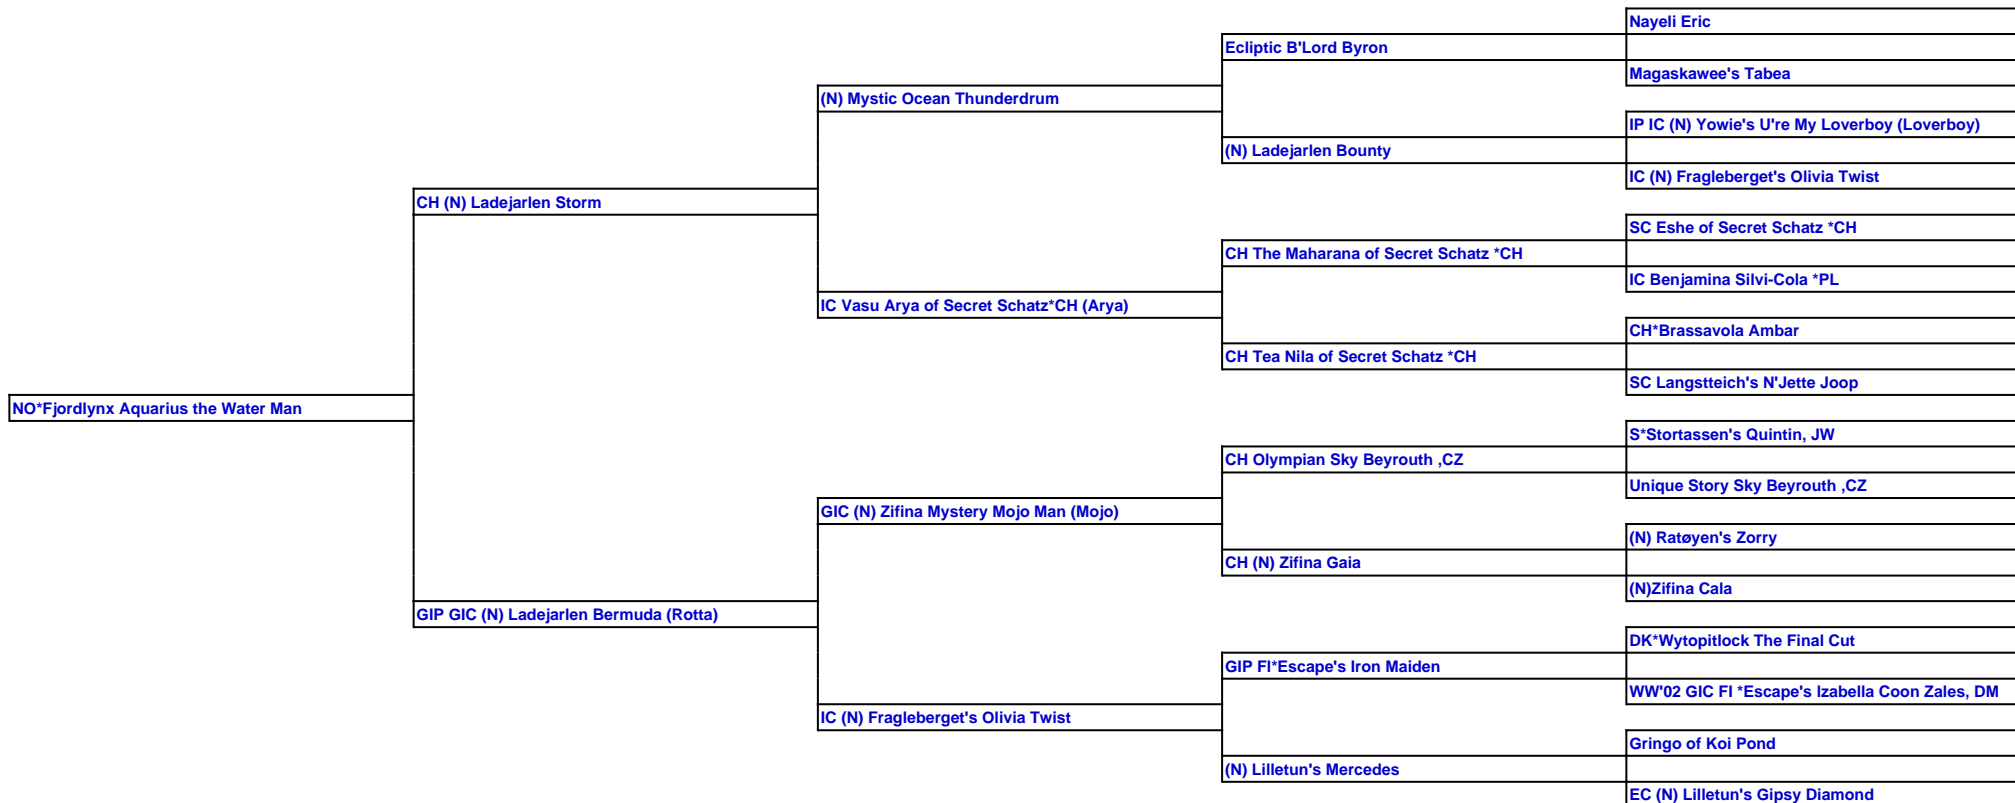 Nayeli Eric
Ecliptic B'Lord Byron
Magaskawee's Tabea
(N) Mystic Ocean Thunderdrum
IP IC (N) Yowie's U're My Loverboy (Loverboy)
(N) Ladejarlen Bounty
IC (N) Fragleberget's Olivia Twist
CH (N) Ladejarlen Storm
SC Eshe of Secret Schatz *CH
CH The Maharana of Secret Schatz *CH
IC Benjamina Silvi-Cola *PL
IC Vasu Arya of Secret Schatz*CH (Arya)
CH*Brassavola Ambar
CH Tea Nila of Secret Schatz *CH
SC Langstteich's N'Jette Joop
NO*Fjordlynx Aquarius the Water Man
S*Stortassen's Quintin, JW
CH Olympian Sky Beyrouth ,CZ
Unique Story Sky Beyrouth ,CZ
GIC (N) Zifina Mystery Mojo Man (Mojo)
(N) Ratøyen's Zorry
CH (N) Zifina Gaia
(N)Zifina Cala
GIP GIC (N) Ladejarlen Bermuda (Rotta)
DK*Wytopitlock The Final Cut
GIP FI*Escape's Iron Maiden
WW'02 GIC FI *Escape's Izabella Coon Zales, DM
IC (N) Fragleberget's Olivia Twist
Gringo of Koi Pond
(N) Lilletun's Mercedes
EC (N) Lilletun's Gipsy Diamond